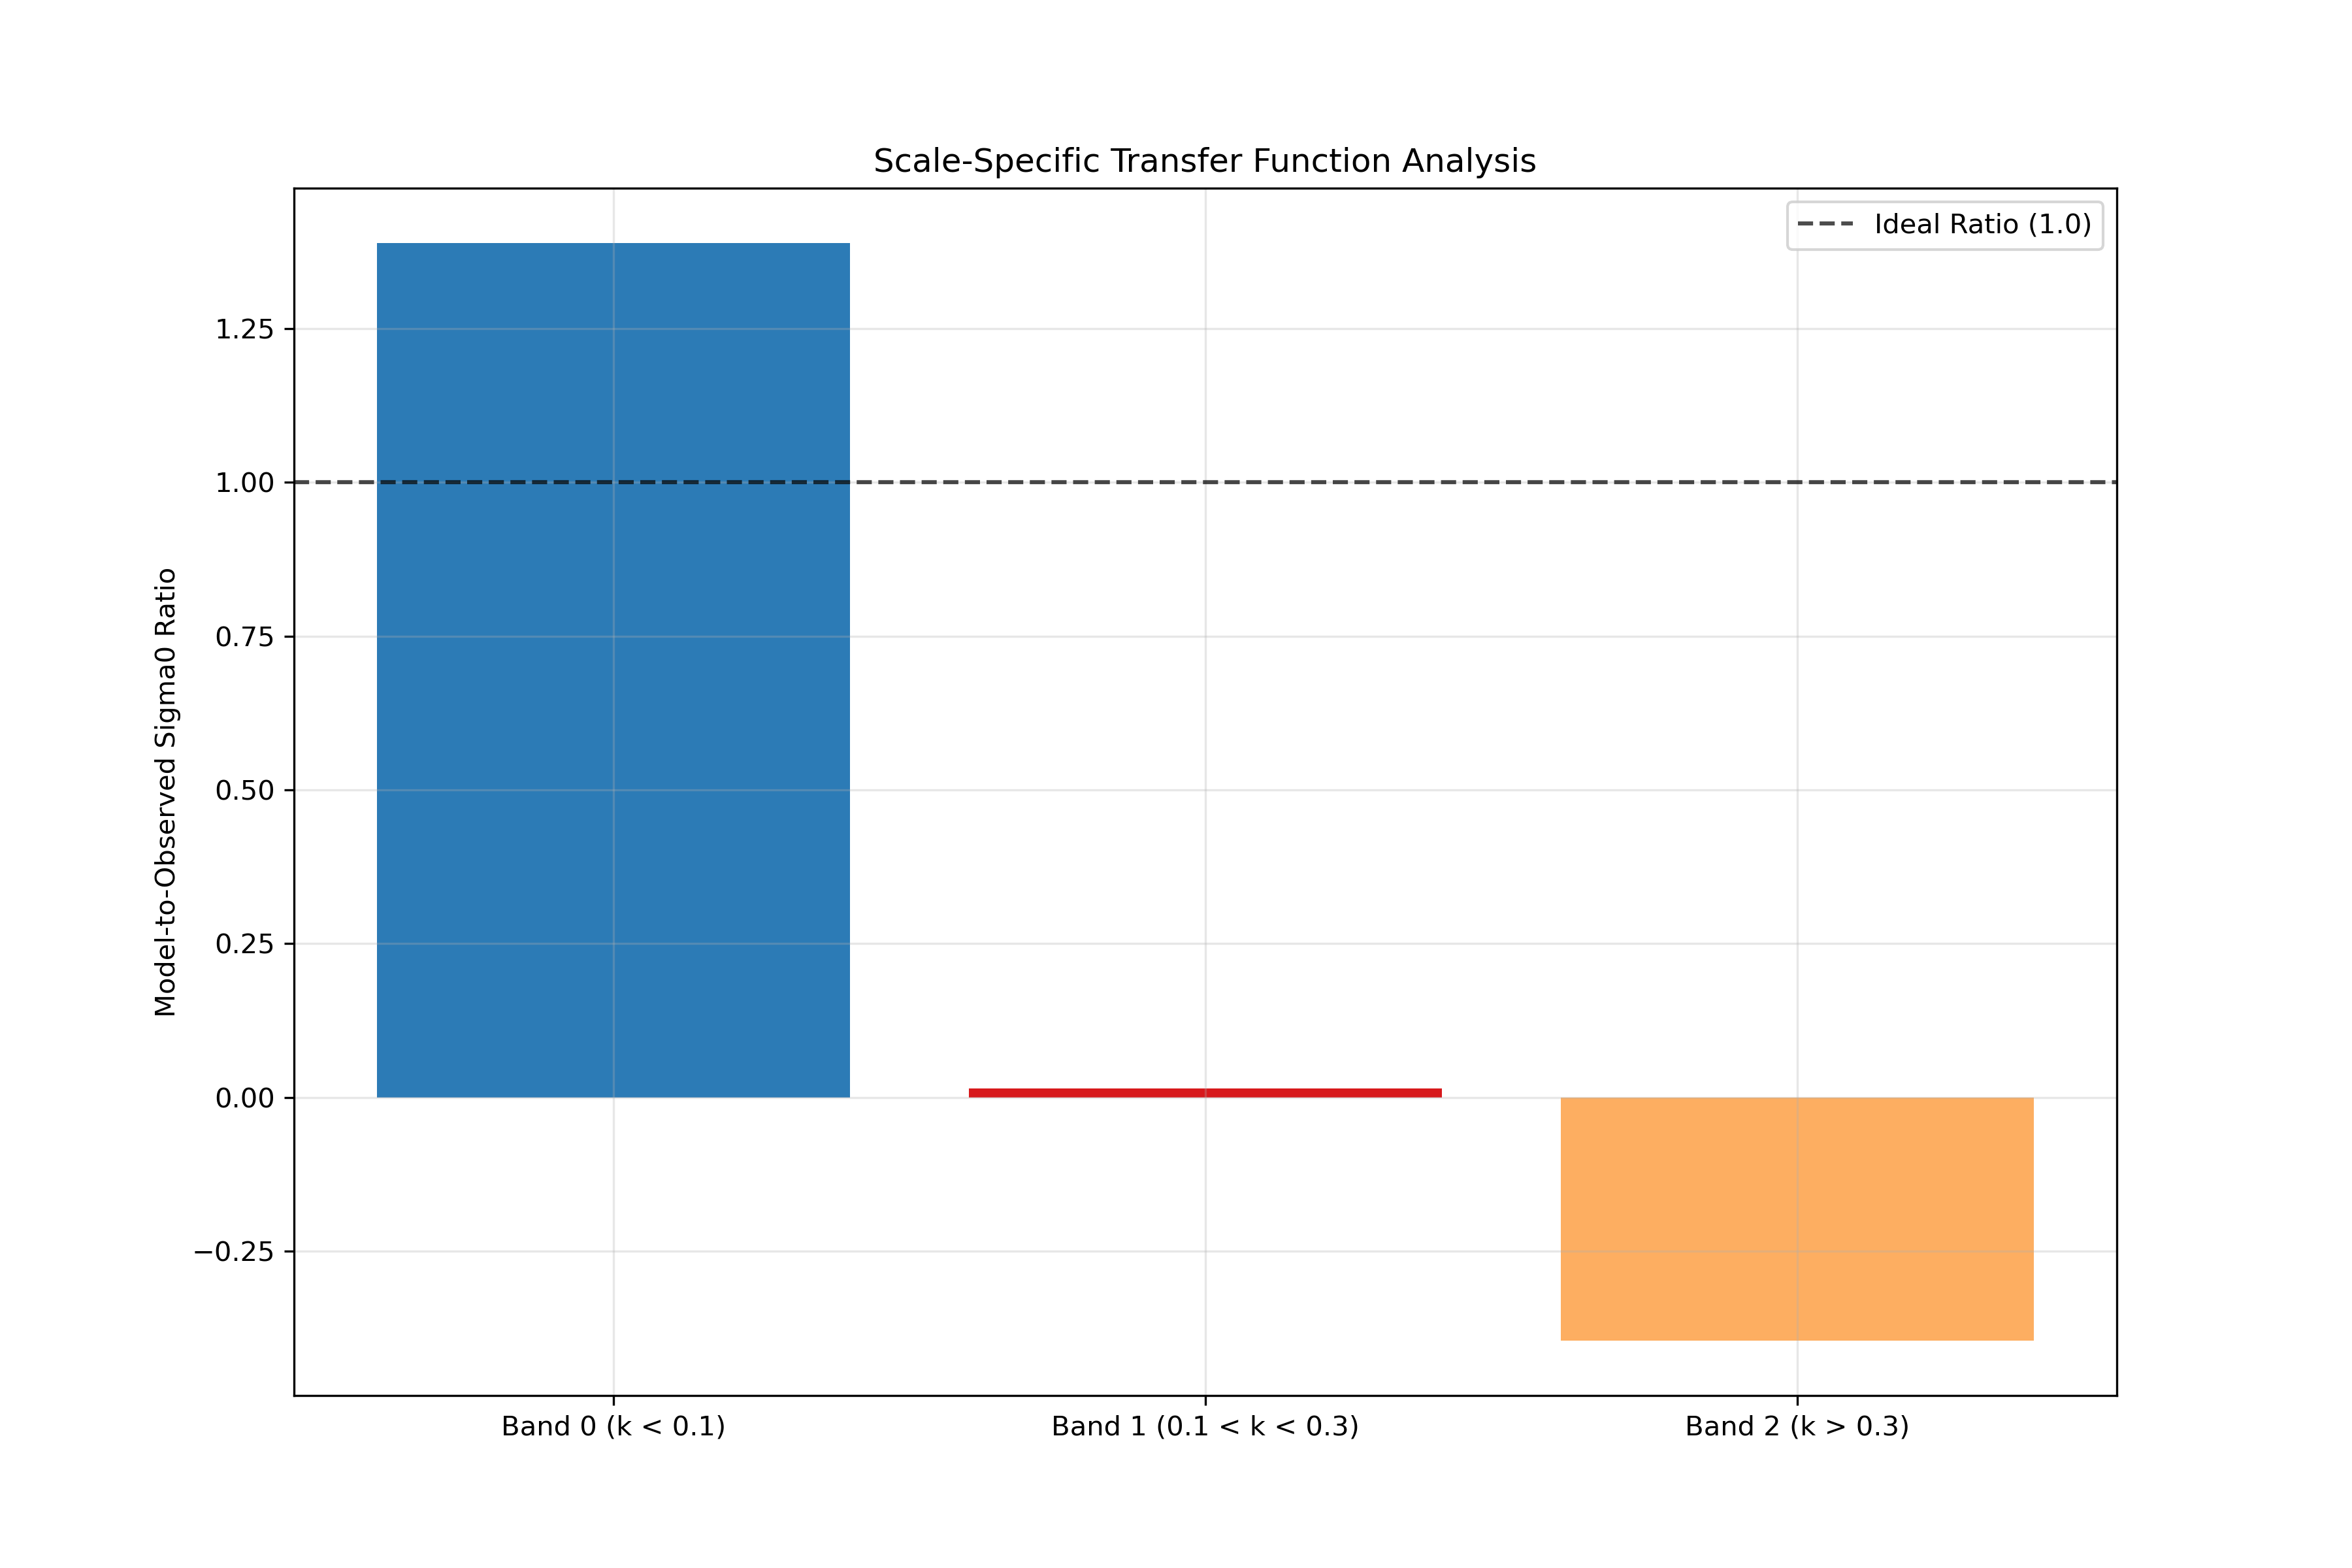 Scale-Specific Transfer Function Analysis
Ideal Ratio (1.0)
Model-to-Observed Sigma0 Ratio
1.25
1.00
0.75
0.50
0.25
0.00
−0.25
Band 0 (k < 0.1)
Band 1 (0.1 < k < 0.3)
Band 2 (k > 0.3)